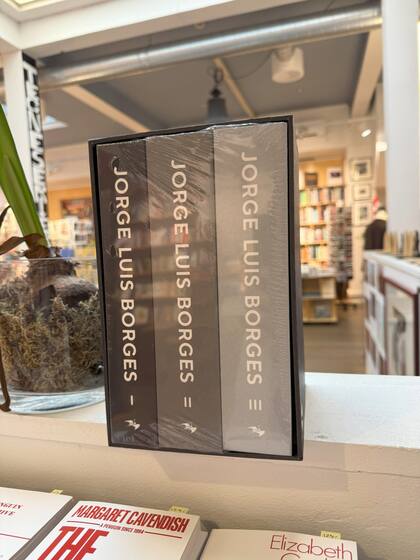 JORGE LUIS BORGES I
JORGE LUIS BORGES II
JORGE LUIS BORGES III
MARGARET CAVENDISH
A PENGUIN SINCE 1984
THE
Elizabeth